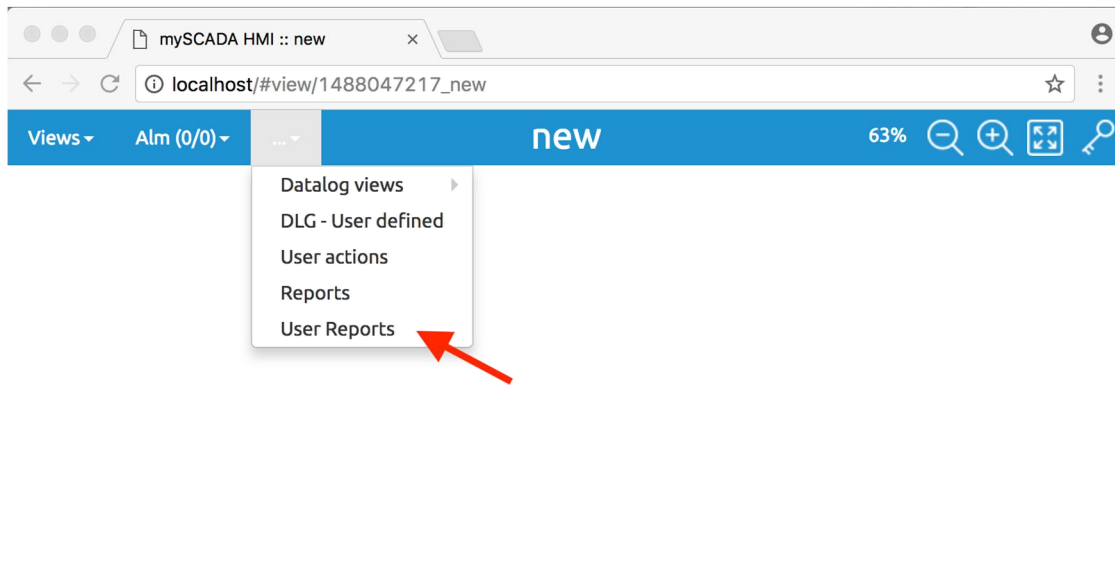 mySCADA HMI :: new
localhost/#view/1488047217_new
Views Alm (0/0) ... new 63%
Datalog views
DLG - User defined
User actions
Reports
User Reports